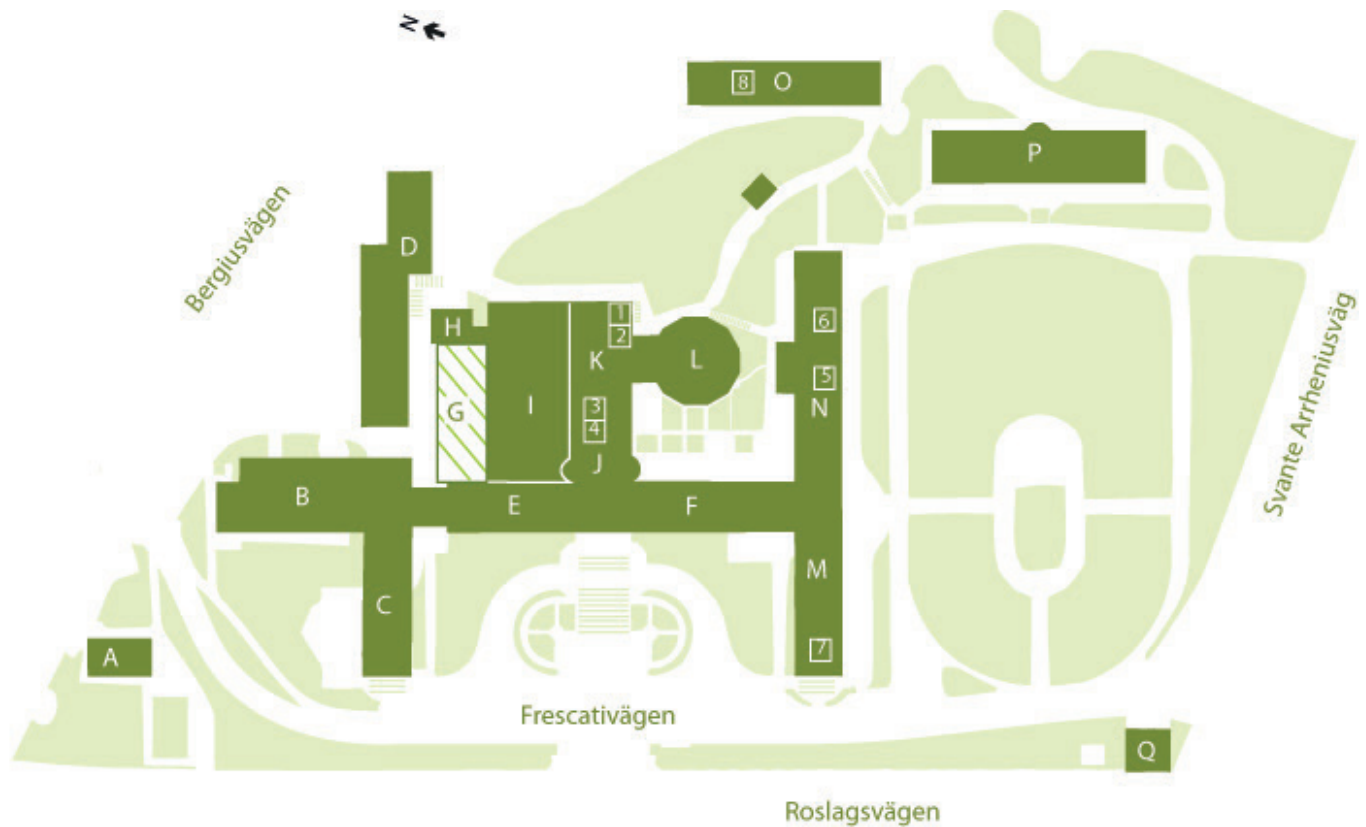 N
8 O
P
Bergiusvägen
D
1
H
2
6
K
L
5
I
3
N
G
4
J
Svante Arrheniusväg
B
E
F
M
C
A
7
Frescativägen
Q
Roslagsvägen